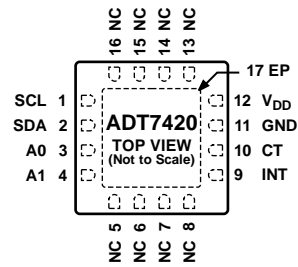 16 NC
15 NC
14 NC
13 NC
17 EP
SCL 1
SDA 2
A0 3
A1 4
ADT7420
TOP VIEW
(Not to Scale)
12 VDD
11 GND
10 CT
9 INT
NC 5
NC 6
NC 7
NC 8